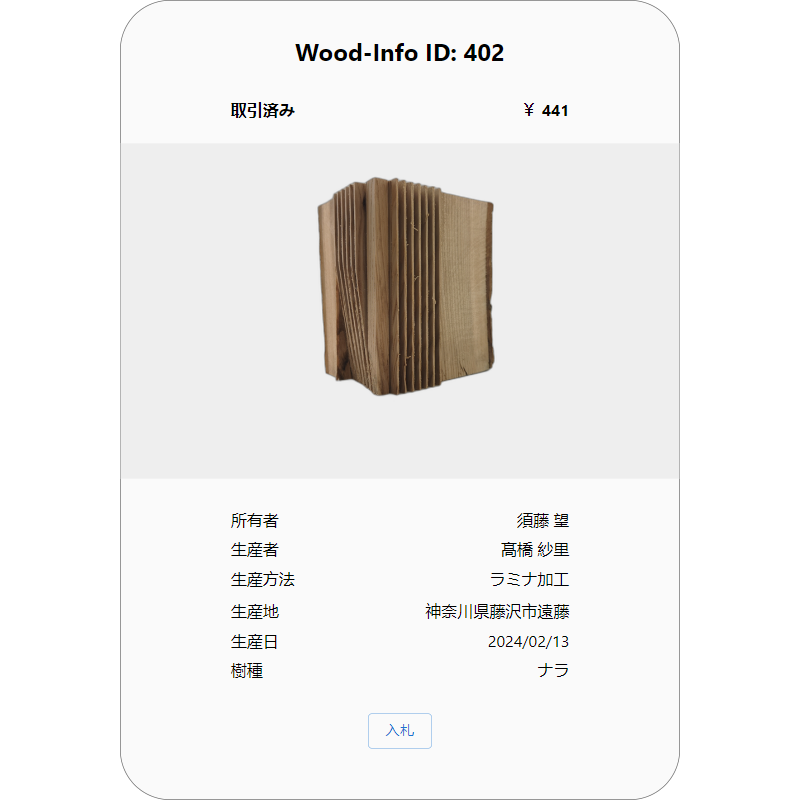 Wood-Info ID: 402
取引済み ¥ 441
所有者 須藤 望
生産者 髙橋 紗里
生産方法 ラミナ加工
生産地 神奈川県藤沢市遠藤
生産日 2024/02/13
樹種 ナラ
入札